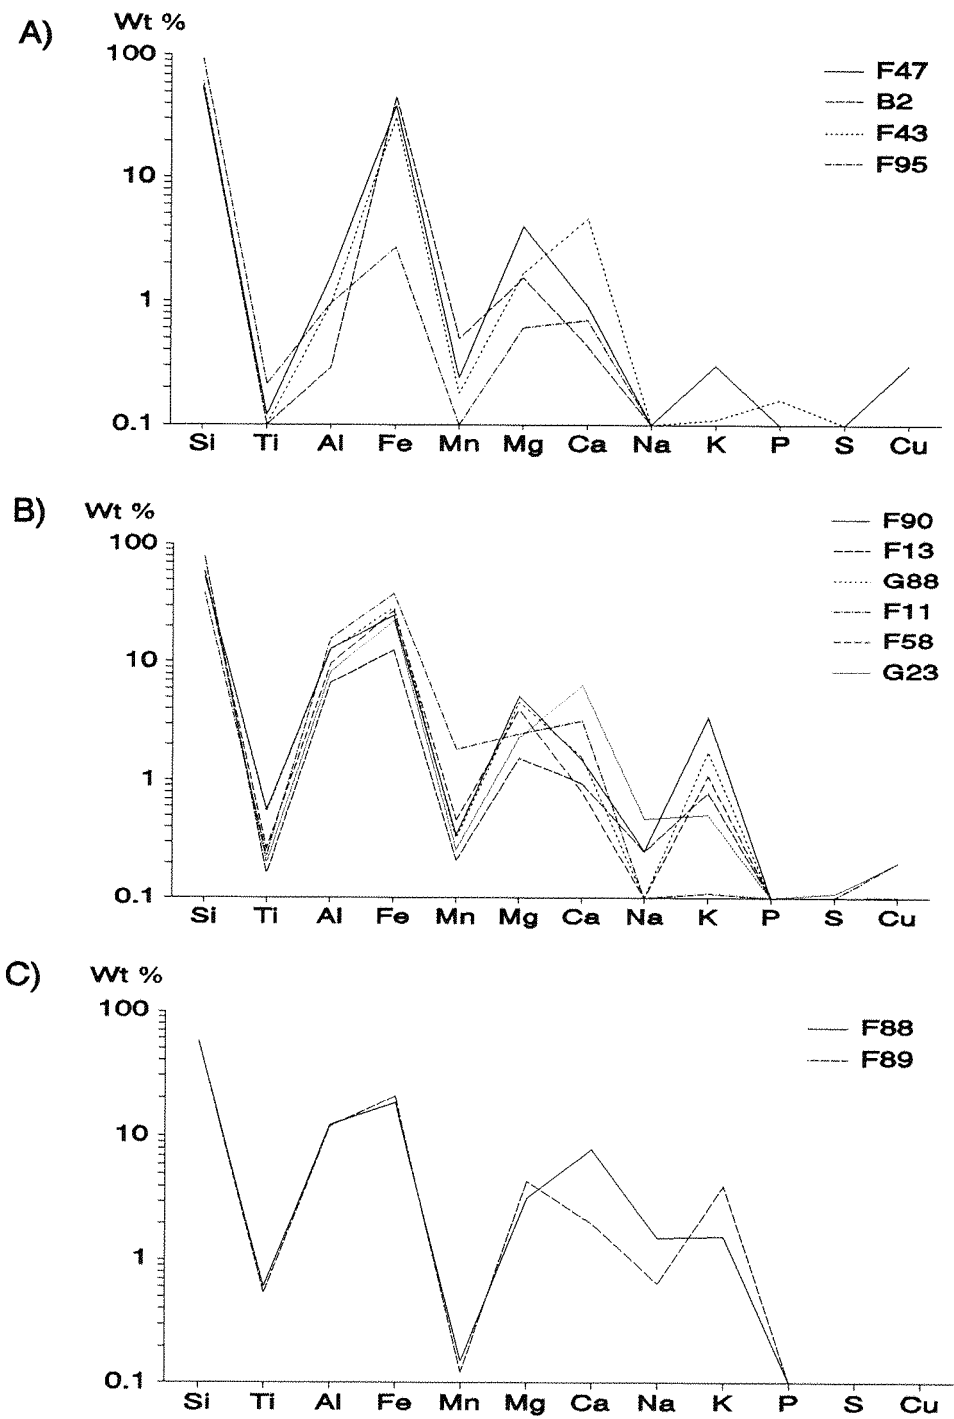 A)
Wt %
100
10
1
0.1
Si Ti Al Fe Mn Mg Ca Na K P S Cu
F47
B2
F43
F95
B)
Wt %
100
10
1
0.1
Si Ti Al Fe Mn Mg Ca Na K P S Cu
F90
F13
G88
F11
F58
G23
C)
Wt %
100
10
1
0.1
Si Ti Al Fe Mn Mg Ca Na K P S Cu
F88
F89